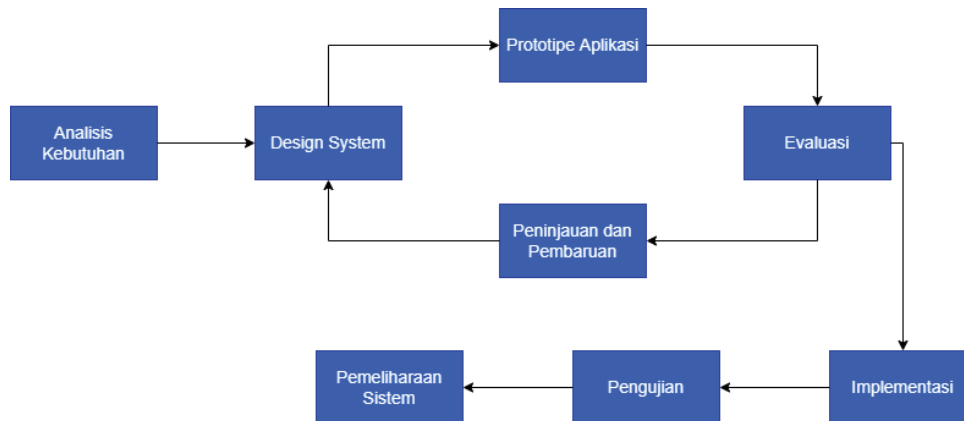 Prototipe Aplikasi
Analisis
Kebutuhan
Design System
Evaluasi
Peninjauan dan
Pembaruan
Pemeliharaan
Sistem
Pengujian
Implementasi